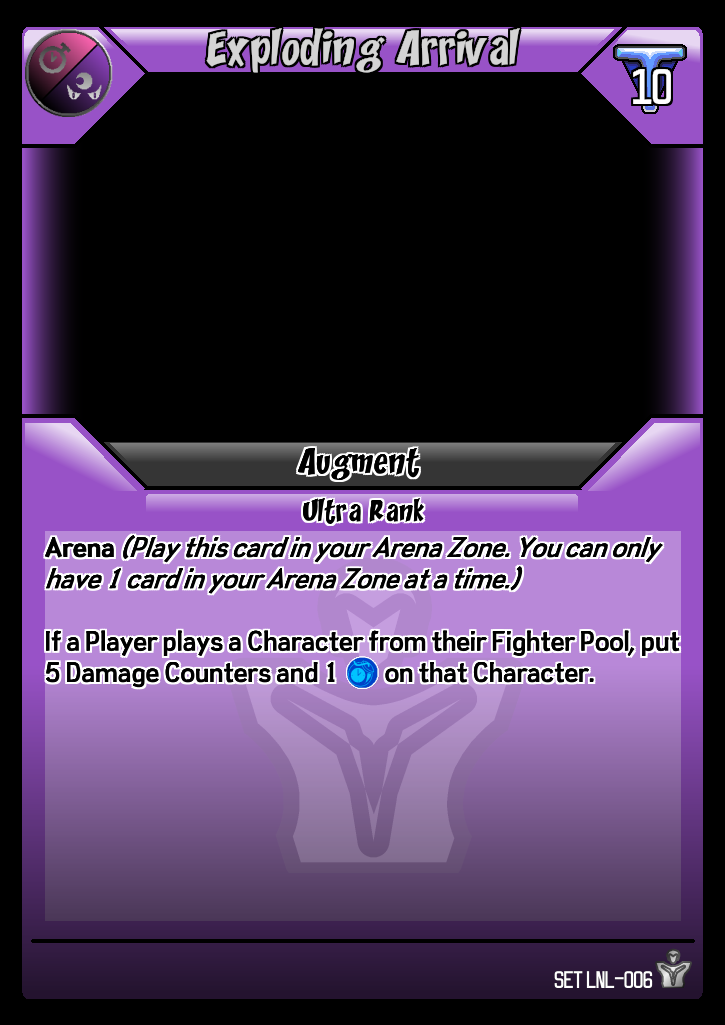 Exploding Arrival
10
Augment
Ultra Rank
Arena (Play this card in your Arena Zone. You can only
have 1 card in your Arena Zone at a time.)
If a Player plays a Character from their Fighter Pool, put
5 Damage Counters and 1 on that Character.
SET LNL-006